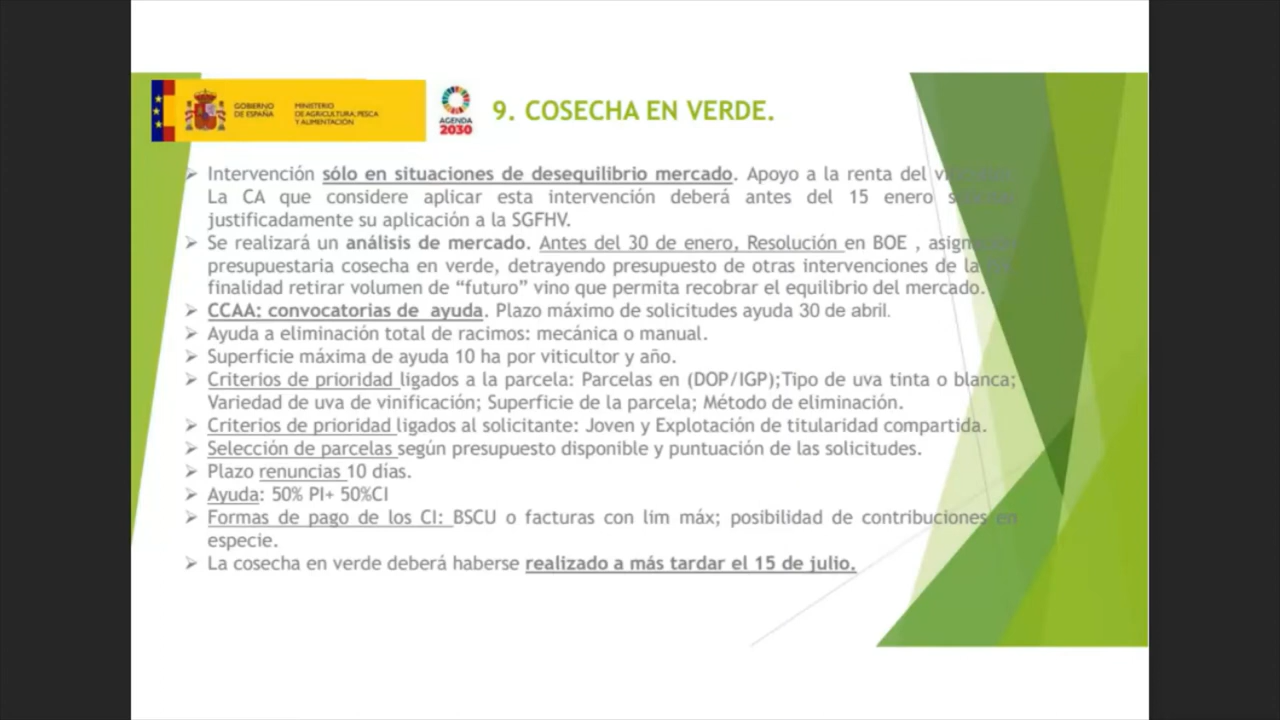 GOBIERNO
DE ESPAÑA
MINISTERIO
DE AGRICULTURA, PESCA
Y ALIMENTACIÓN
AGENDA
2030
9. COSECHA EN VERDE.
➢ Intervención sólo en situaciones de desequilibrio mercado. Apoyo a la renta del
La CA que considere aplicar esta intervención deberá antes del 15 enero
justificadamente su aplicación a la SGFHV.
➢ Se realizará un análisis de mercado. Antes del 30 de enero, Resolución en BOE , asignación
presupuestaria cosecha en verde, detrayendo presupuesto de otras intervenciones de la
finalidad retirar volumen de “futuro” vino que permita recobrar el equilibrio del mercado.
➢ CCAA: convocatorias de ayuda. Plazo máximo de solicitudes ayuda 30 de abril.
➢ Ayuda a eliminación total de racimos: mecánica o manual.
➢ Superficie máxima de ayuda 10 ha por viticultor y año.
➢ Criterios de prioridad ligados a la parcela: Parcelas en (DOP/IGP);Tipo de uva tinta o blanca;
Variedad de uva de vinificación; Superficie de la parcela; Método de eliminación.
➢ Criterios de prioridad ligados al solicitante: Joven y Explotación de titularidad compartida.
➢ Selección de parcelas según presupuesto disponible y puntuación de las solicitudes.
➢ Plazo renuncias 10 días.
➢ Ayuda: 50% PI+ 50%CI
➢ Formas de pago de los CI: BSCU o facturas con lim máx; posibilidad de contribuciones en
especie.
➢ La cosecha en verde deberá haberse realizado a más tardar el 15 de julio.